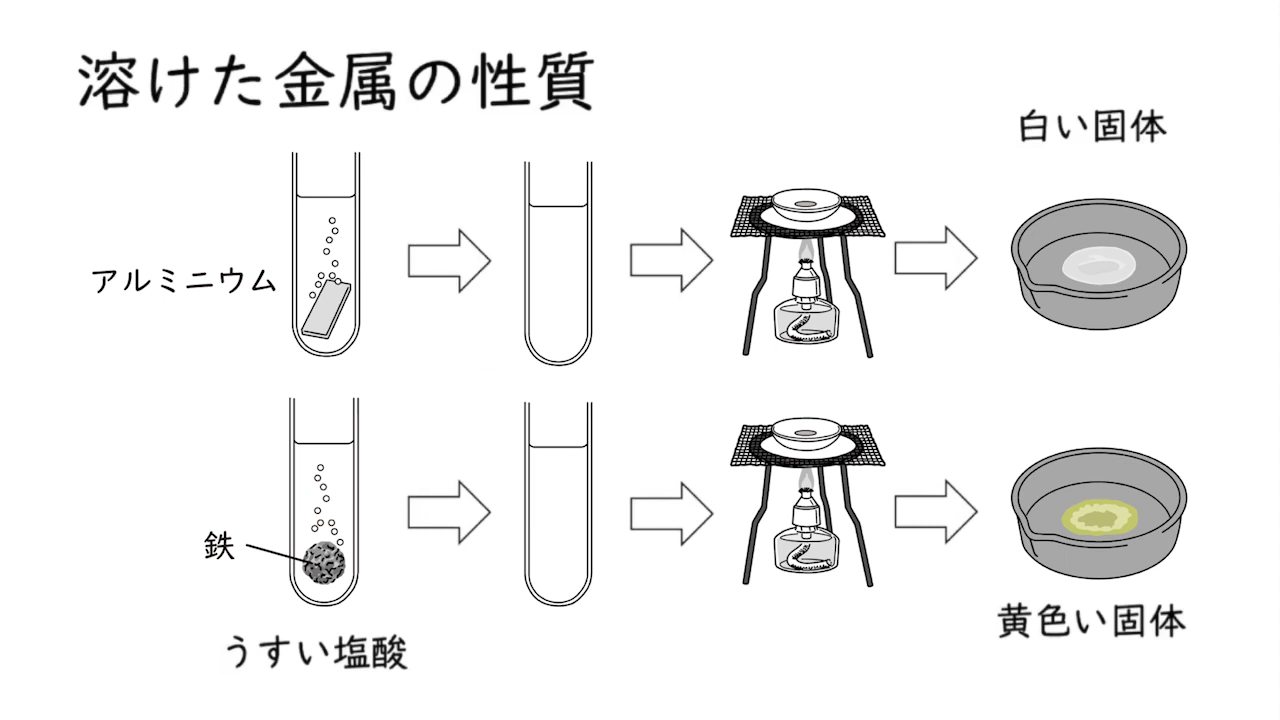 溶けた金属の性質
白い固体
アルミニウム
鉄
黄色い固体
うすい塩酸